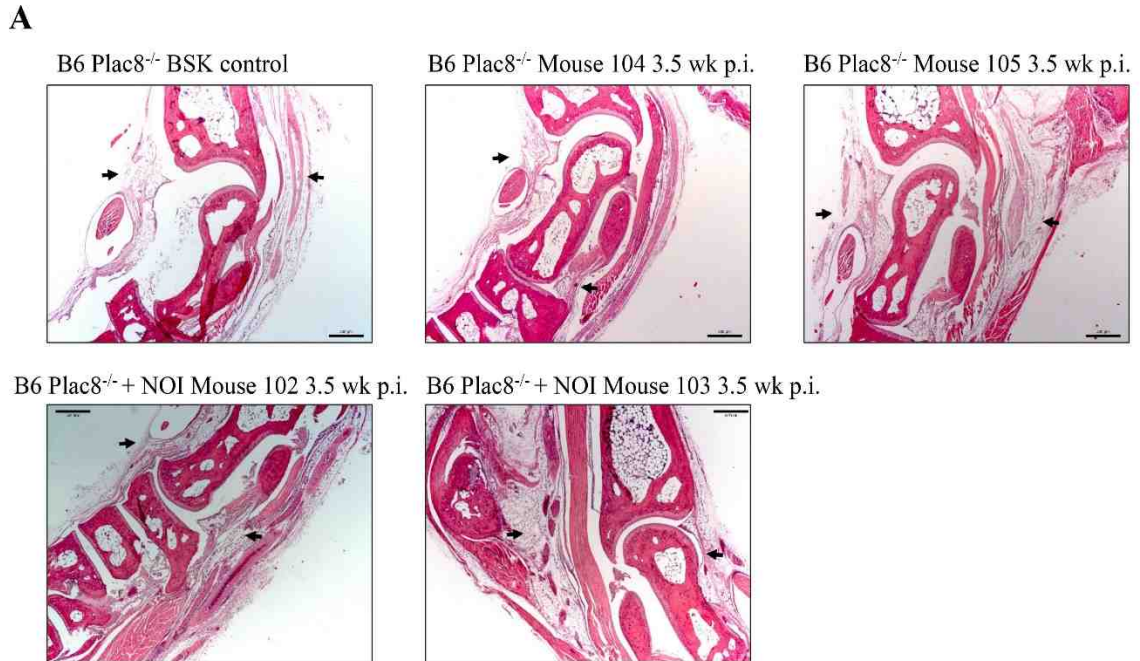 A
B6 Plac8-/- BSK control
B6 Plac8-/- Mouse 104 3.5 wk p.i.
B6 Plac8-/- Mouse 105 3.5 wk p.i.
B6 Plac8-/- + NOI Mouse 102 3.5 wk p.i.
B6 Plac8-/- + NOI Mouse 103 3.5 wk p.i.